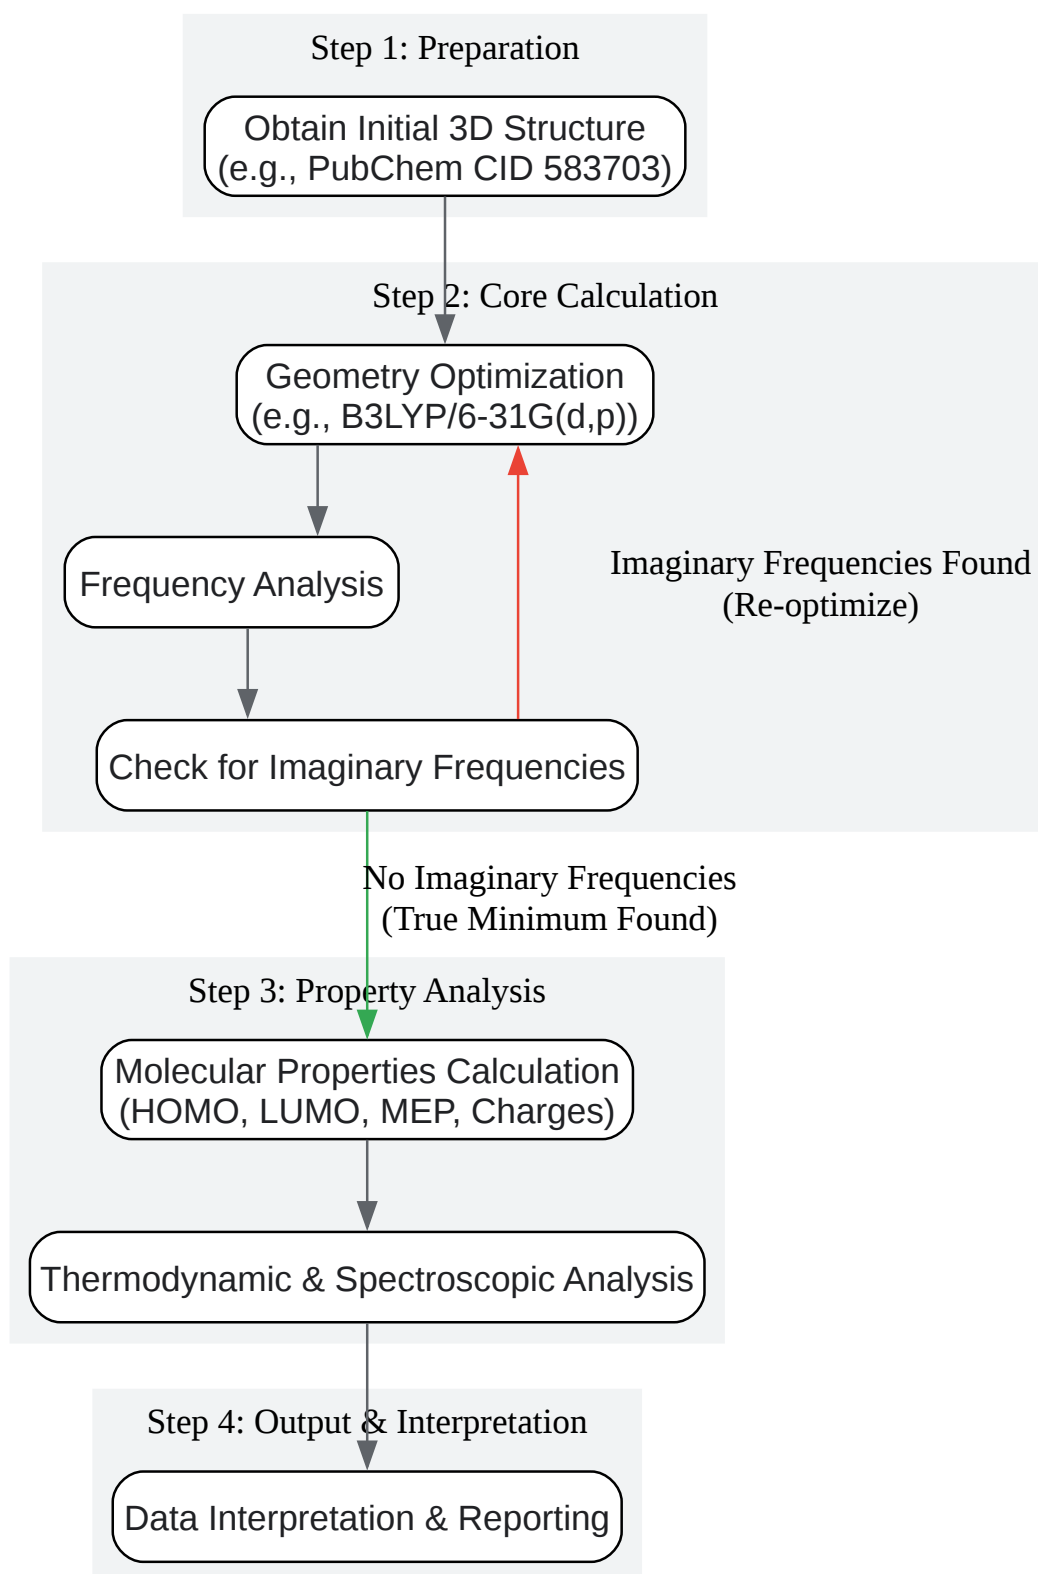 Step 1: Preparation
Obtain Initial 3D Structure
(e.g., PubChem CID 583703)
Step 2: Core Calculation
Geometry Optimization
(e.g., B3LYP/6-31G(d,p))
Imaginary Frequencies Found
(Re-optimize)
Frequency Analysis
Check for Imaginary Frequencies
No Imaginary Frequencies
(True Minimum Found)
Step 3: Property Analysis
Molecular Properties Calculation
(HOMO, LUMO, MEP, Charges)
Thermodynamic & Spectroscopic Analysis
Step 4: Output & Interpretation
Data Interpretation & Reporting